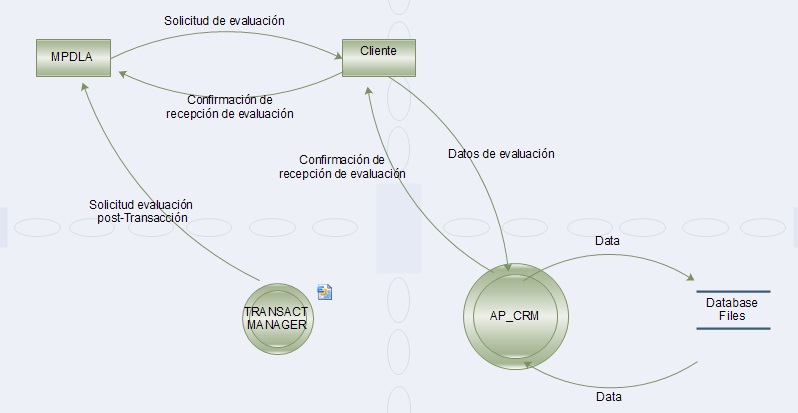 Solicitud de evaluación
MPDLA
Cliente
Confirmación de
recepción de evaluación
Datos de evaluación
Confirmación de
recepción de evaluación
Solicitud evaluación
post-Transacción
Data
TRANSACT
MANAGER
AP_CRM
Database
Files
Data